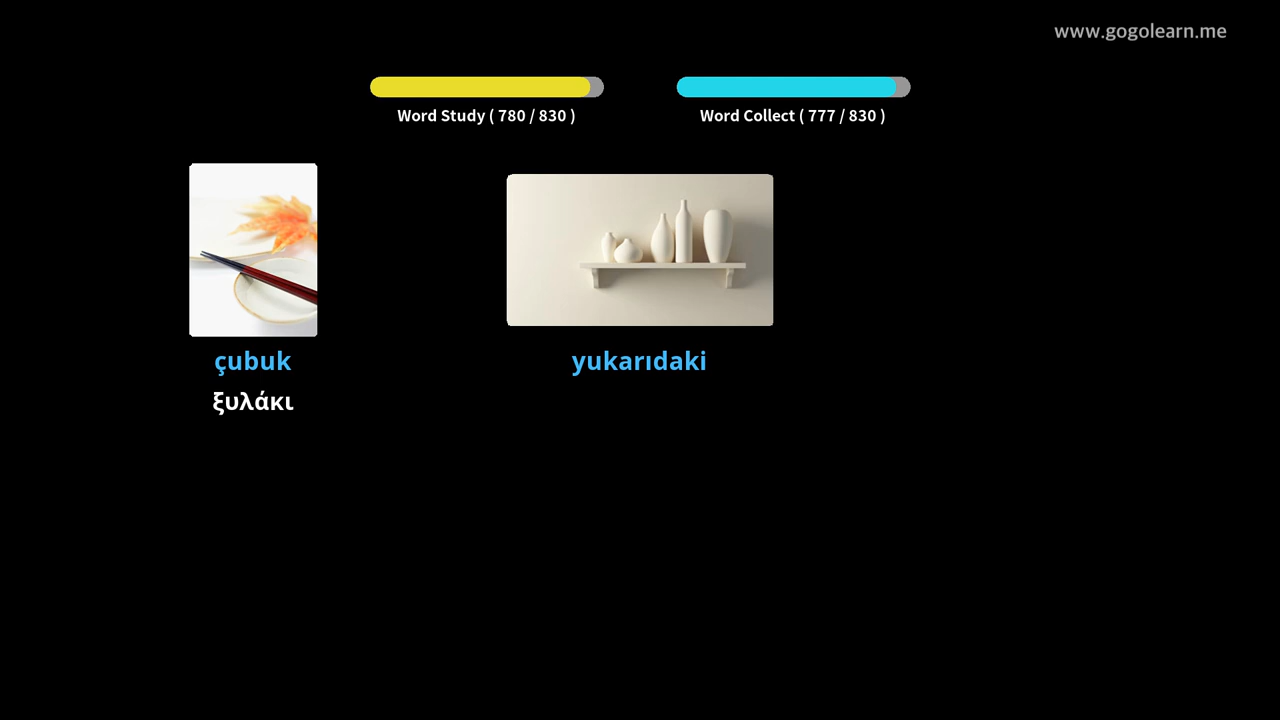 www.gogolearn.me
Word Study ( 780 / 830 )
Word Collect ( 777 / 830 )
çubuk
yukarıdaki
ξυλάκι